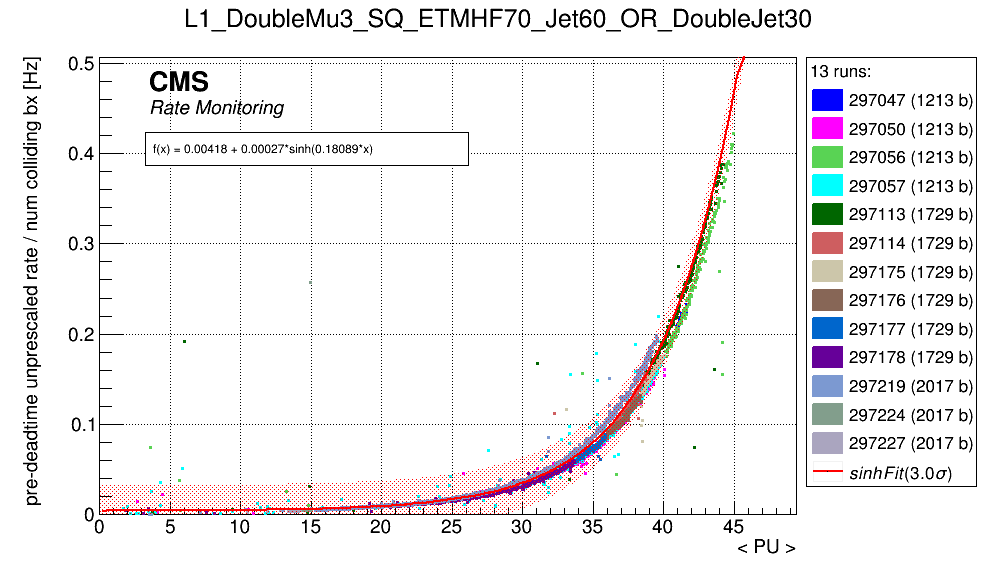 L1_DoubleMu3_SQ_ETMHF70_Jet60_OR_DoubleJet30
pre-deadtime unprescaled rate / num colliding bx [Hz]
CMS
Rate Monitoring
f(x) = 0.00418 + 0.00027*sinh(0.18089*x)
0.5
0.4
0.3
0.2
0.1
0
0 5 10 15 20 25 30 35 40 45
< PU >
13 runs:
297047 (1213 b)
297050 (1213 b)
297056 (1213 b)
297057 (1213 b)
297113 (1729 b)
297114 (1729 b)
297175 (1729 b)
297176 (1729 b)
297177 (1729 b)
297178 (1729 b)
297219 (2017 b)
297224 (2017 b)
297227 (2017 b)
sinhFit(3.0σ)